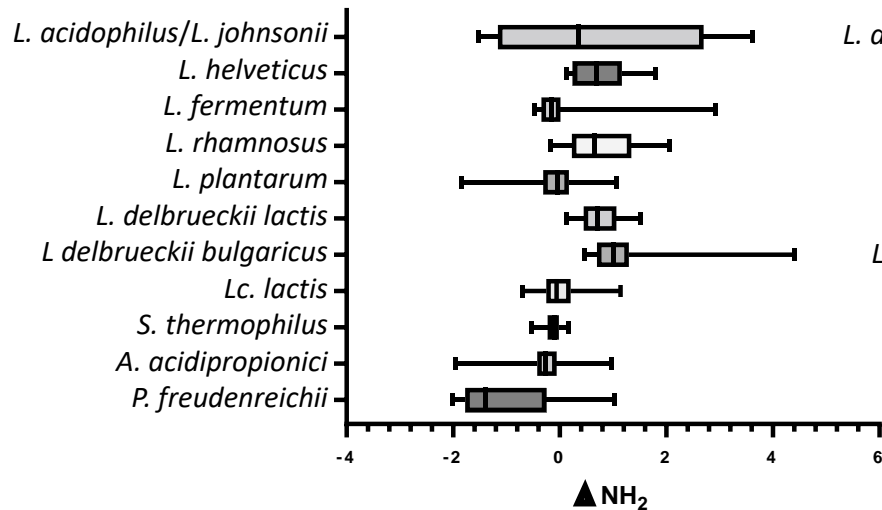 L. acidophilus/L. johnsonii
L. helveticus
L. fermentum
L. rhamnosus
L. plantarum
L. delbrueckii lactis
L delbrueckii bulgaricus
Lc. lactis
S. thermophilus
A. acidipropionici
P. freudenreichii
-4 -2 0 2 4 6
▲NH₂
L. a
L